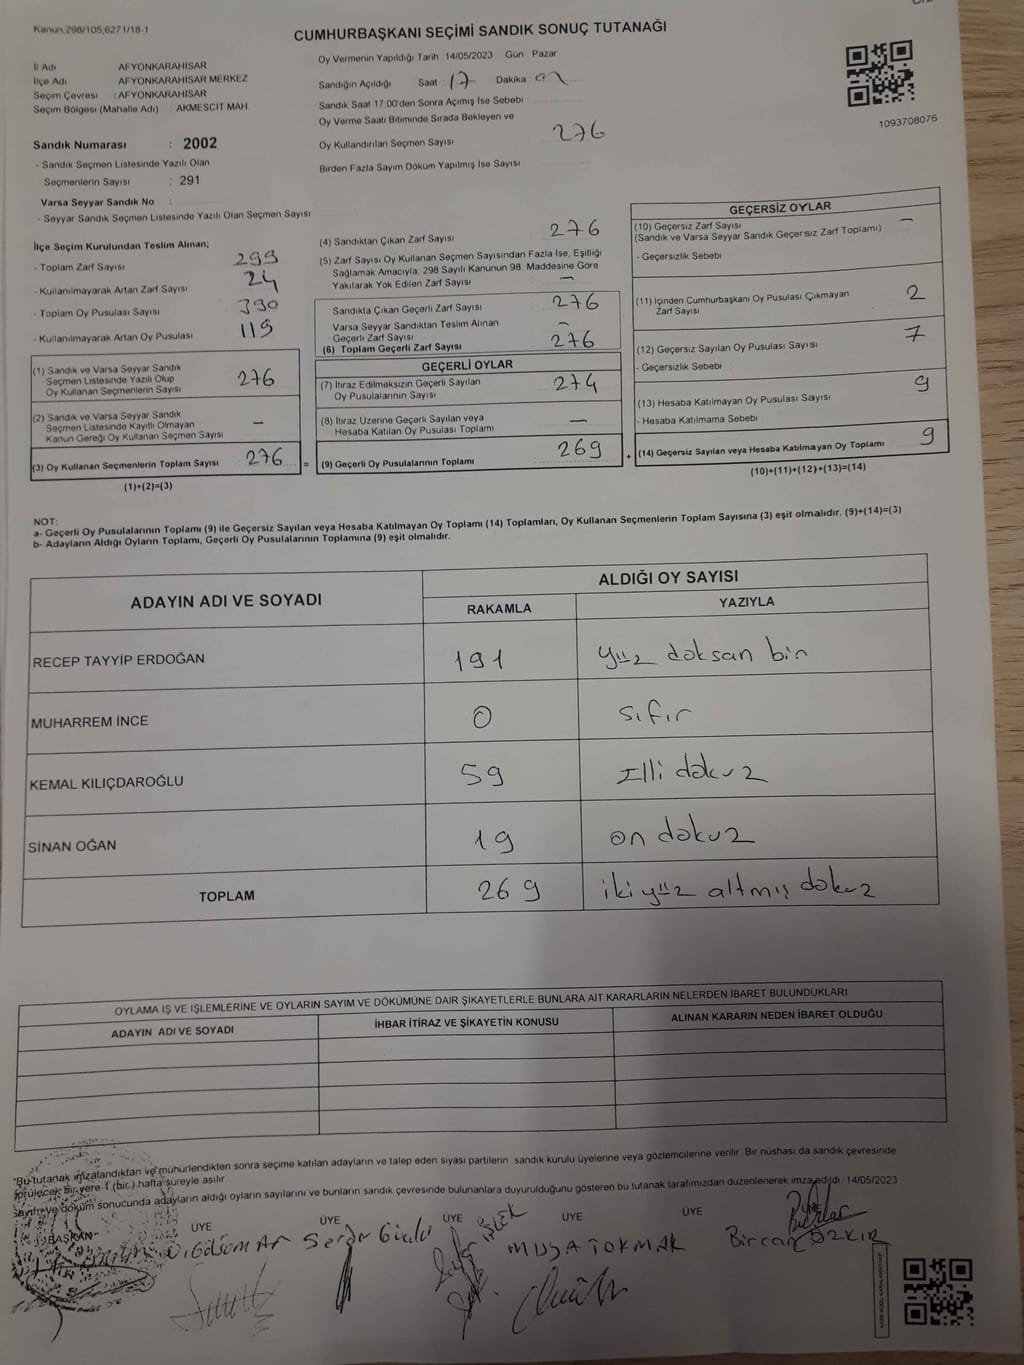 Kanun 298/105,6271/18-1
CUMHURBAŞKANI SEÇİMİ SANDIK SONUÇ TUTANAĞI
İl Adı AFYONKARAHİSAR
İlçe Adı AFYONKARAHİSAR MERKEZ
Seçim Çevresi : AFYONKARAHİSAR
Seçim Bölgesi (Mahalle Adı) : AKMESCİT MAH.
Oy Vermenin Yapıldığı Tarih : 14/05/2023 Gün : Pazar
Sandığın Açıldığı Saat : 17 Dakika :
Sandık Saat 17:00'den Sonra Açımış İse Sebebi
Oy Verme Saati Bitiminde Sırada Bekleyen ve
Oy Kullandırılan Seçmen Sayısı 276
Birden Fazla Sayım Döküm Yapılmış İse Sayısı
1093708076
Sandık Numarası : 2002
- Sandık Seçmen Listesinde Yazılı Olan
Seçmenlerin Sayısı : 291
Varsa Seyyar Sandık No :
- Seyyar Sandık Seçmen Listesinde Yazılı Olan Seçmen Sayısı
İlçe Seçim Kurulundan Teslim Alınan;
- Toplam Zarf Sayısı 299
- Kullanılmayarak Artan Zarf Sayısı 24
- Toplam Oy Pusulası Sayısı 390
- Kullanılmayarak Artan Oy Pusulası 119
(1) Sandık ve Varsa Seyyar Sandık
Seçmen Listesinde Yazılı Olup
Oy Kullanan Seçmenlerin Sayısı 276
(2) Sandık ve Varsa Seyyar Sandık
Seçmen Listesinde Kayıtlı Olmayan
Kanun Gereği Oy Kullanan Seçmen Sayısı –
(3) Oy Kullanan Seçmenlerin Toplam Sayısı 276 =
(1)+(2)=(3)
(4) Sandıktan Çıkan Zarf Sayısı 276
(5) Zarf Sayısı Oy Kullanan Seçmen Sayısından Fazla İse, Eşitliği
Sağlamak Amacıyla, 298 Sayılı Kanunun 98. Maddesine Göre
Yakılarak Yok Edilen Zarf Sayısı –
Sandıkta Çıkan Geçerli Zarf Sayısı 276
Varsa Seyyar Sandıktan Teslim Alınan
Geçerli Zarf Sayısı –
(6) Toplam Geçerli Zarf Sayısı 276
GEÇERLİ OYLAR
(7) İtiraz Edilmeksizin Geçerli Sayılan
Oy Pusulasının Sayısı 274
(8) İtiraz Üzerine Geçerli Sayılan veya
Hesaba Katılan Oy Pusulası Toplamı –
(9) Geçerli Oy Pusulalarının Toplamı 269 +
GEÇERSİZ OYLAR
(10) Geçersiz Zarf Sayısı –
(Sandık ve Varsa Seyyar Sandık Geçersiz Zarf Toplamı)
- Geçersizlik Sebebi
(11) İçinden Cumhurbaşkanı Oy Pusulası Çıkmayan
Zarf Sayısı 2
(12) Geçersiz Sayılan Oy Pusulası Sayısı 7
- Geçersizlik Sebebi
(13) Hesaba Katılmayan Oy Pusulası Sayısı 9
- Hesaba Katılmama Sebebi
(14) Geçersiz Sayılan veya Hesaba Katılmayan Oy Toplamı 9
(10)+(11)+(12)+(13)=(14)
NOT:
a- Geçerli Oy Pusulalarının Toplamı (9) ile Geçersiz Sayılan veya Hesaba Katılmayan Oy Toplamı (14) Toplamları, Oy Kullanan Seçmenlerin Toplam Sayısına (3) eşit olmalıdır. (9)+(14)=(3)
b- Adayların Aldığı Oyların Toplamı, Geçerli Oy Pusulalarının Toplamına (9) eşit olmalıdır.
ADAYIN ADI VE SOYADI
ALDIĞI OY SAYISI
RAKAMLA YAZIYLA
RECEP TAYYİP ERDOĞAN 191 yüz doksan bir
MUHARREM İNCE 0 sıfır
KEMAL KILIÇDAROĞLU 59 Elli dokuz
SİNAN OĞAN 19 on dokuz
TOPLAM 269 iki yüz altmış dokuz
OYLAMA İŞ VE İŞLEMLERİNE VE OYLARIN SAYIM VE DÖKÜMÜNE DAİR ŞİKAYETLERLE BUNLARA AİT KARARLARIN NELERDEN İBARET BULUNDUKLARI
ADAYIN ADI VE SOYADI İHBAR İTİRAZ VE ŞİKAYETİN KONUSU ALINAN KARARIN NEDEN İBARET OLDUĞU
"Bu tutanak imzalandıktan ve mühürlendikten sonra seçime katılan adayların ve talep eden siyasi partilerin sandık kurulu üyelerine veya gözlemcilerine verilir. Bir nüshası da sandık çevresinde
görülecek bir yere 1 (bir) hafta süreyle asılır.
Sayım ve döküm sonucunda adayların aldığı oyların sayılarını ve bunların sandık çevresinde bulunanlara duyurulduğunu gösteren bu tutanak tarafımızdan düzenlenerek imza edildi. 14/05/2023
BAŞKAN ÜYE ÜYE ÜYE ÜYE ÜYE
MUSA TOKMAK
Bircan ÖZKIR